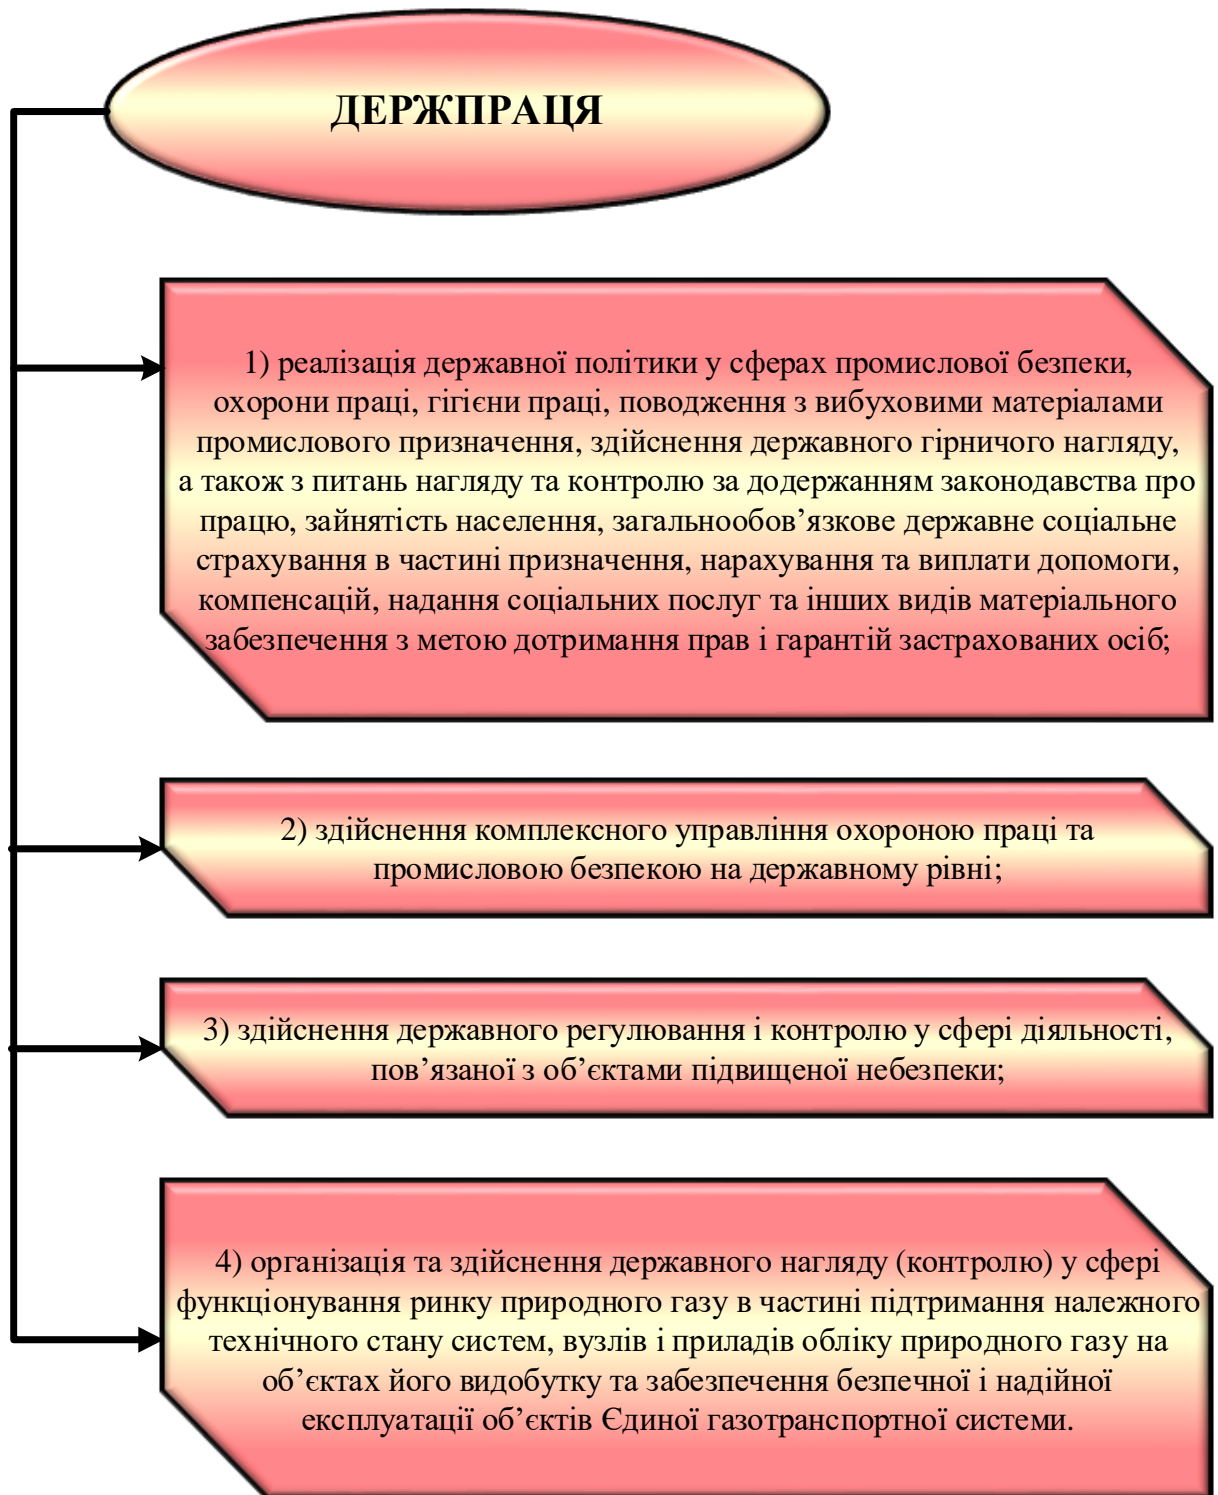 ДЕРЖПРАЦЯ
1) реалізація державної політики у сферах промислової безпеки,
охорони праці, гігієни праці, поводження з вибуховими матеріалами
промислового призначення, здійснення державного гірничого нагляду,
а також з питань нагляду та контролю за додержанням законодавства про
працю, зайнятість населення, загальнообов’язкове державне соціальне
страхування в частині призначення, нарахування та виплати допомоги,
компенсацій, надання соціальних послуг та інших видів матеріального
забезпечення з метою дотримання прав і гарантій застрахованих осіб;
2) здійснення комплексного управління охороною праці та
промисловою безпекою на державному рівні;
3) здійснення державного регулювання і контролю у сфері діяльності,
пов’язаної з об’єктами підвищеної небезпеки;
4) організація та здійснення державного нагляду (контролю) у сфері
функціонування ринку природного газу в частині підтримання належного
технічного стану систем, вузлів і приладів обліку природного газу на
об’єктах його видобутку та забезпечення безпечної і надійної
експлуатації об’єктів Єдиної газотранспортної системи.